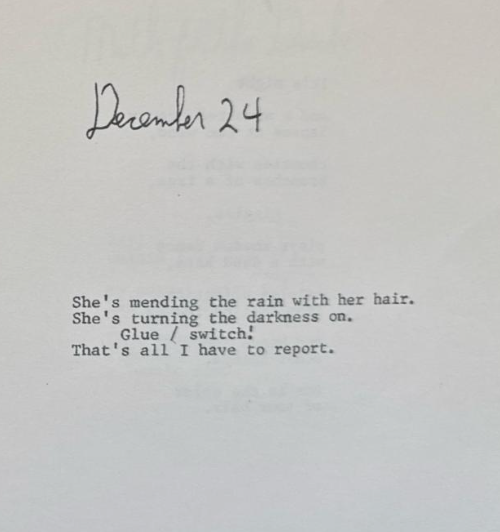 December 24
She's mending the rain with her hair.
She's turning the darkness on.
Glue / switch!
That's all I have to report.